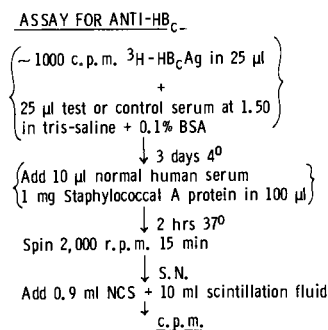 ASSAY FOR ANTI-HBC
~ 1000 c.p.m. 3H-HBCAg in 25 µl
+
25 µl test or control serum at 1.50
in tris-saline + 0.1% BSA
3 days 4º
Add 10 µl normal human serum
1 mg Staphylococcal A protein in 100 µl
2 hrs 37º
Spin 2,000 r.p.m. 15 min
S.N.
Add 0.9 ml NCS + 10 ml scintillation fluid
c.p.m.